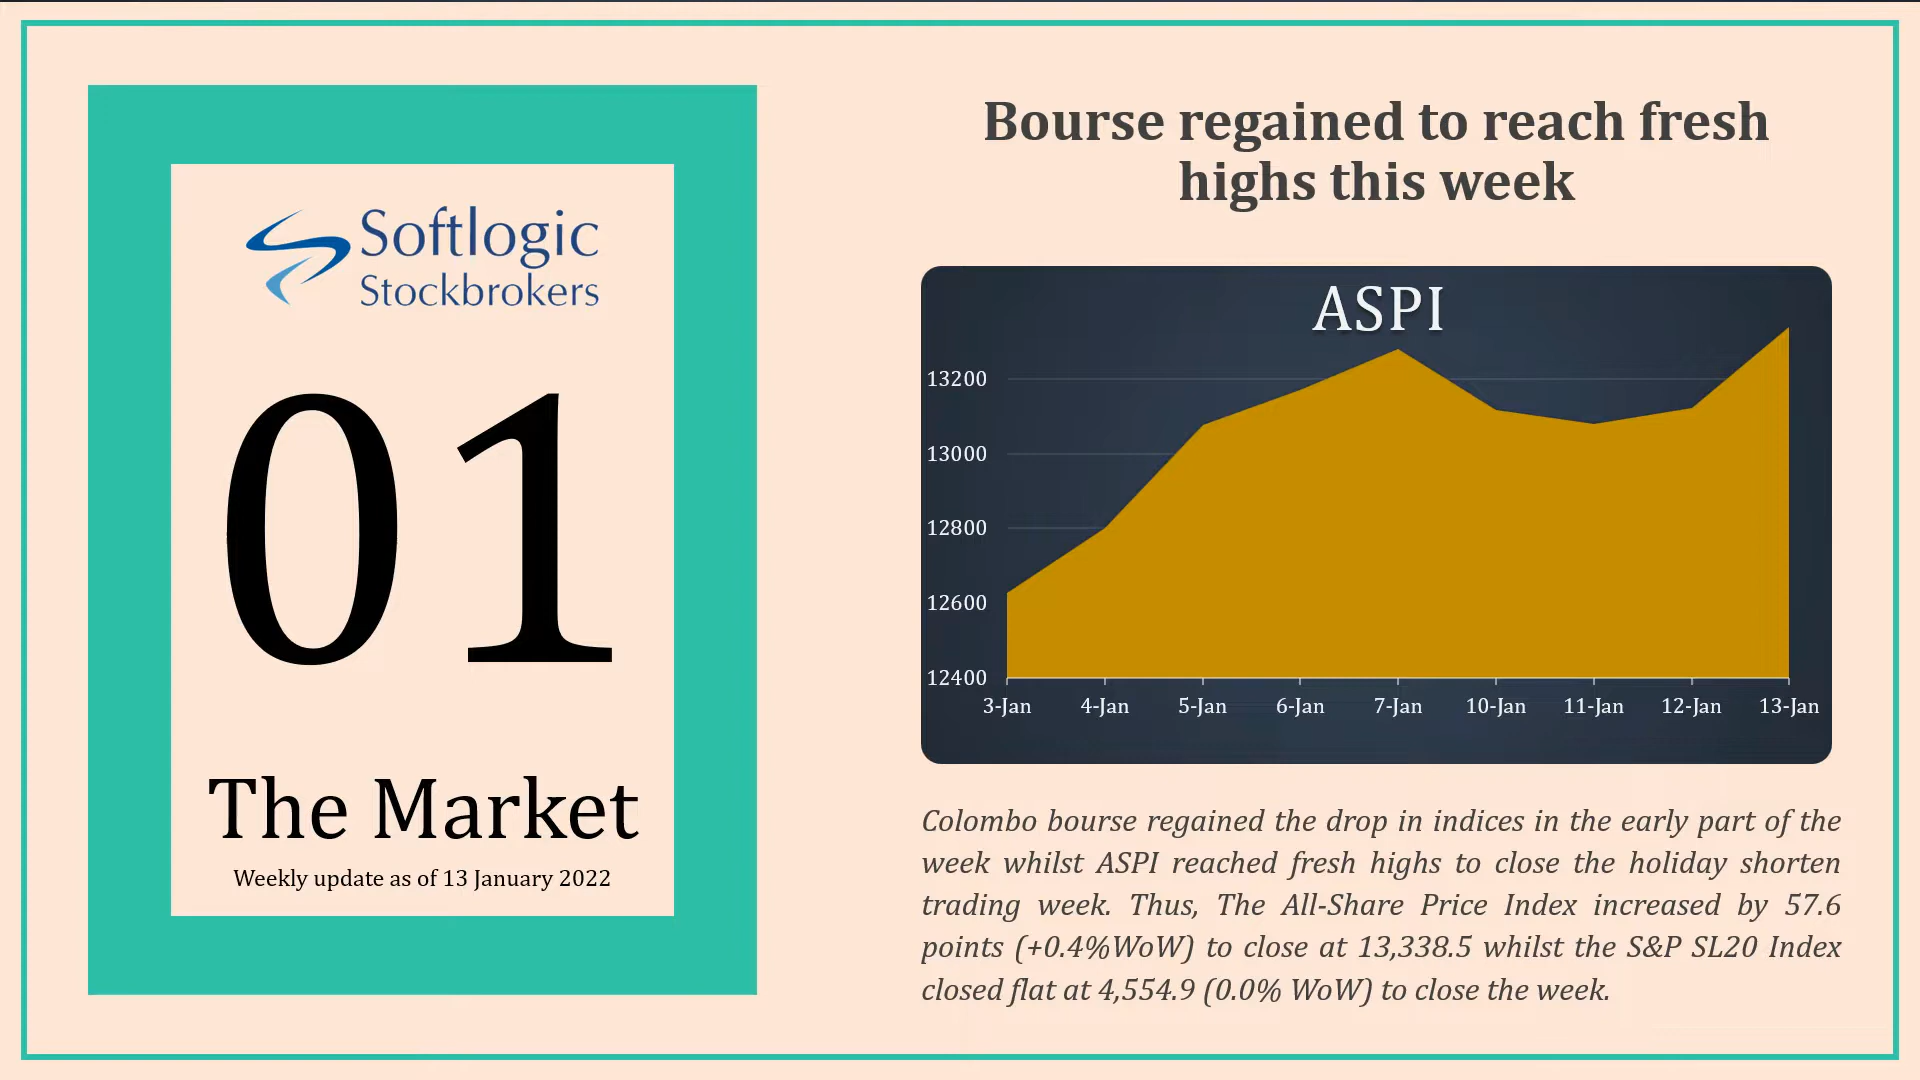 Softlogic
Stockbrokers
01
The Market
Weekly update as of 13 January 2022
Bourse regained to reach fresh
highs this week
ASPI
13200
13000
12800
12600
12400
3-Jan 4-Jan 5-Jan 6-Jan 7-Jan 10-Jan 11-Jan 12-Jan 13-Jan
Colombo bourse regained the drop in indices in the early part of the
week whilst ASPI reached fresh highs to close the holiday shorten
trading week. Thus, The All-Share Price Index increased by 57.6
points (+0.4%WoW) to close at 13,338.5 whilst the S&P SL20 Index
closed flat at 4,554.9 (0.0% WoW) to close the week.